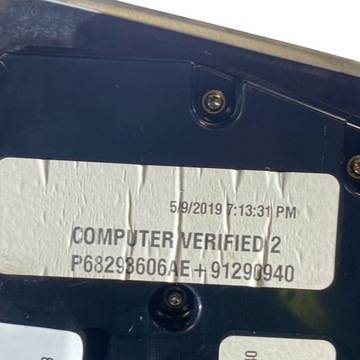 5/9/2019 7:13:31 PM
COMPUTER VERIFIED 2
P68293606AE+91290940